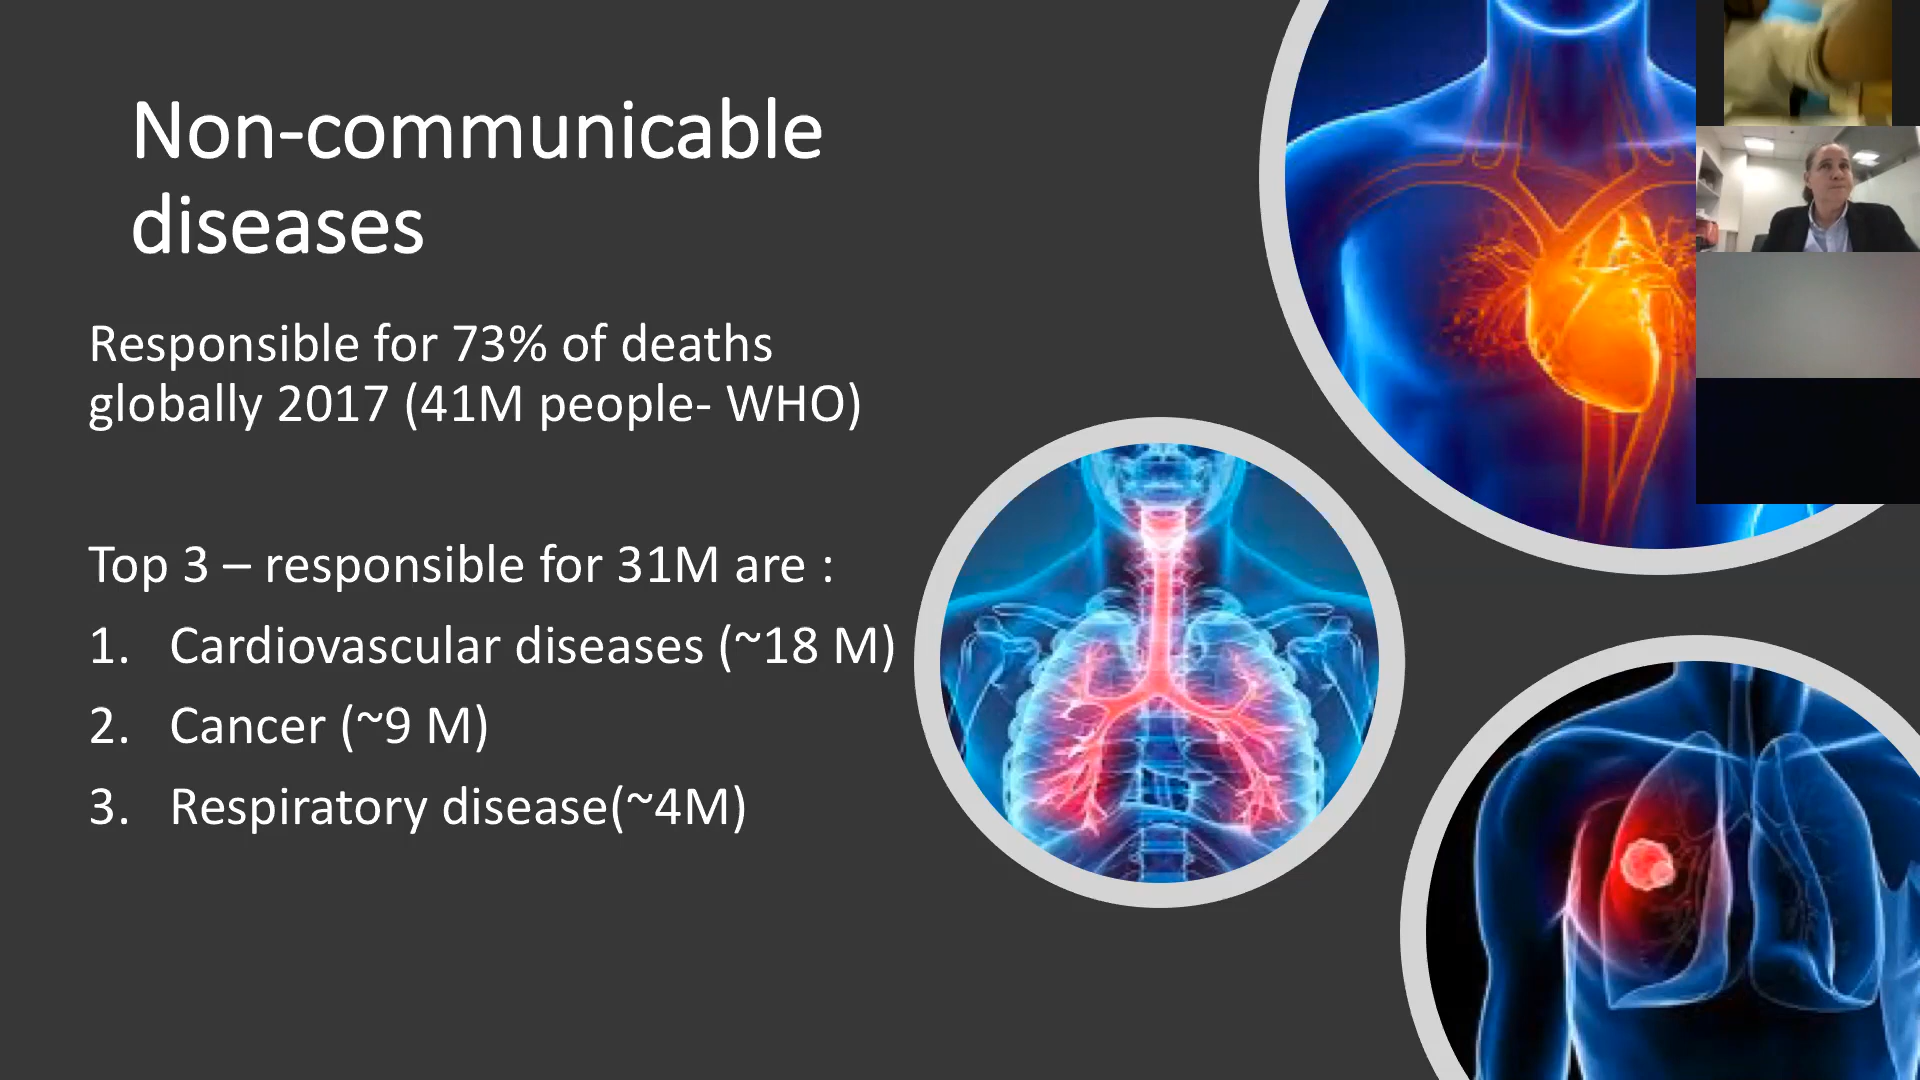 Non-communicable
diseases
Responsible for 73% of deaths
globally 2017 (41M people- WHO)
Top 3 – responsible for 31M are :
1. Cardiovascular diseases (~18 M)
2. Cancer (~9 M)
3. Respiratory disease(~4M)